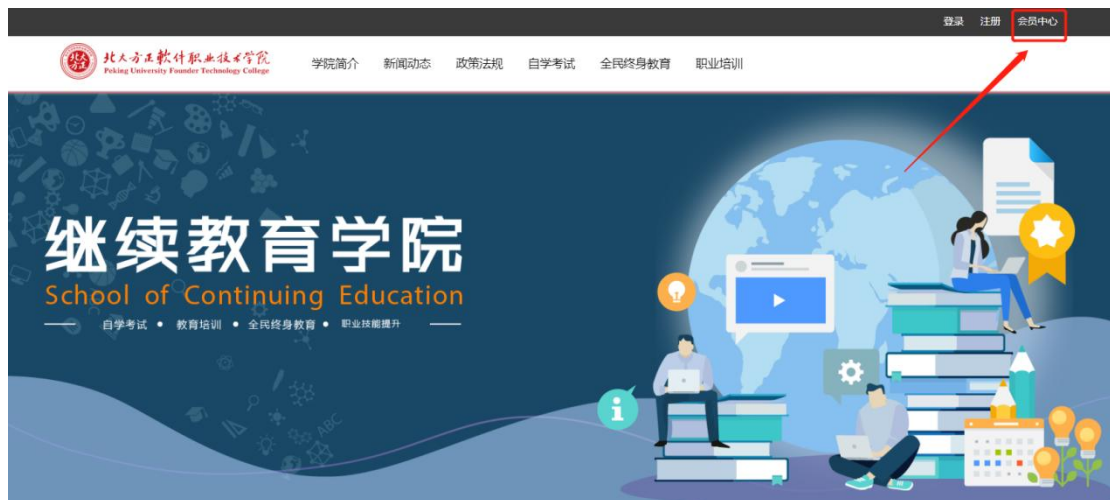 登录 注册 会员中心
北大方正软件职业技术学院
Peking University Founder Technology College
学院简介 新闻动态 政策法规 自学考试 全民终身教育 职业培训
继续教育学院
School of Continuing Education
自学考试 • 教育培训 • 全民终身教育 • 职业技能提升
ABC